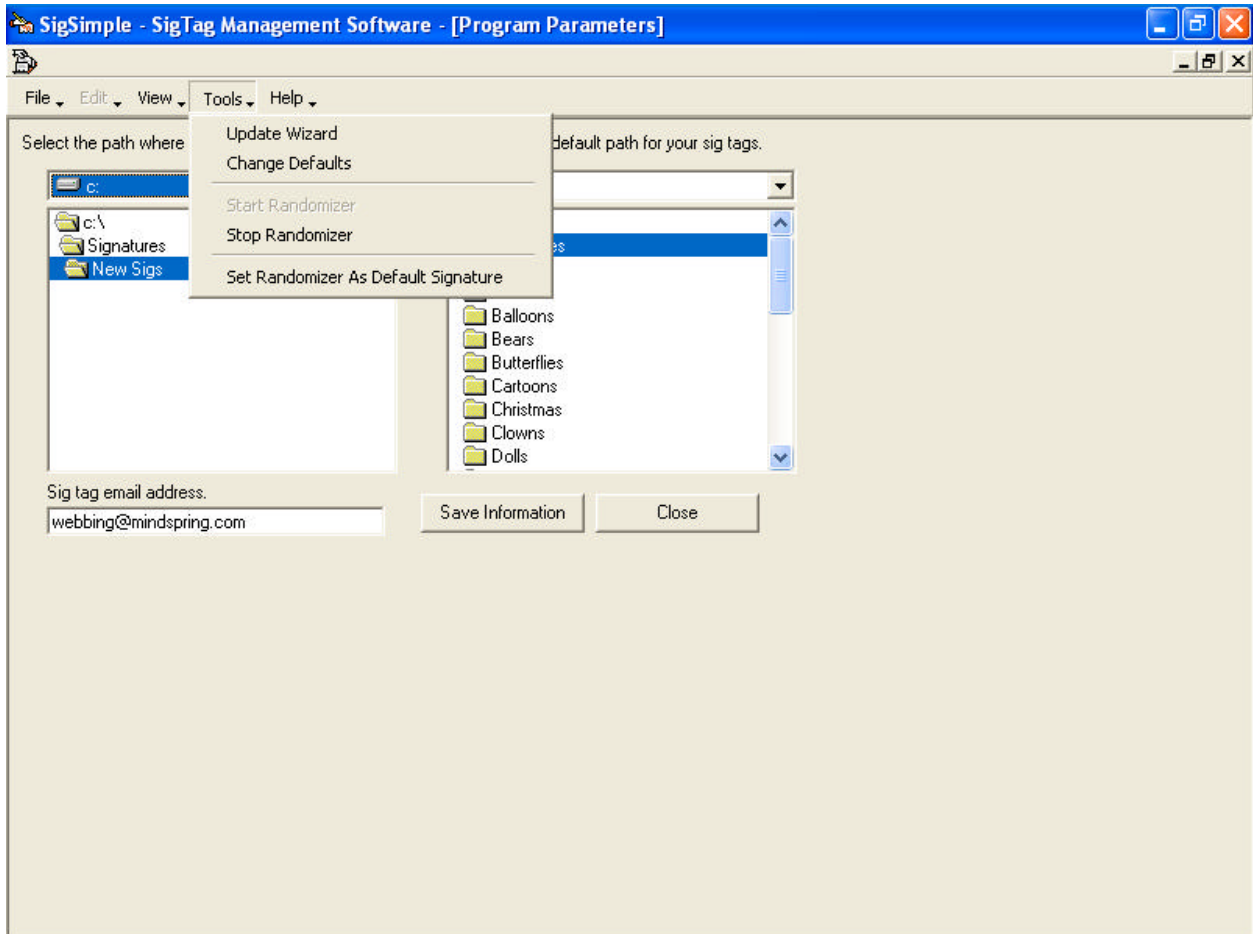 SigSimple - SigTag Management Software - [Program Parameters]
File Edit View Tools Help
Select the path where default path for your sig tags.
Update Wizard
Change Defaults
Start Randomizer
Stop Randomizer
Set Randomizer As Default Signature
c:
c:\
Signatures
New Sigs
Balloons
Bears
Butterflies
Cartoons
Christmas
Clowns
Dolls
Sig tag email address.
webbing@mindspring.com
Save Information
Close